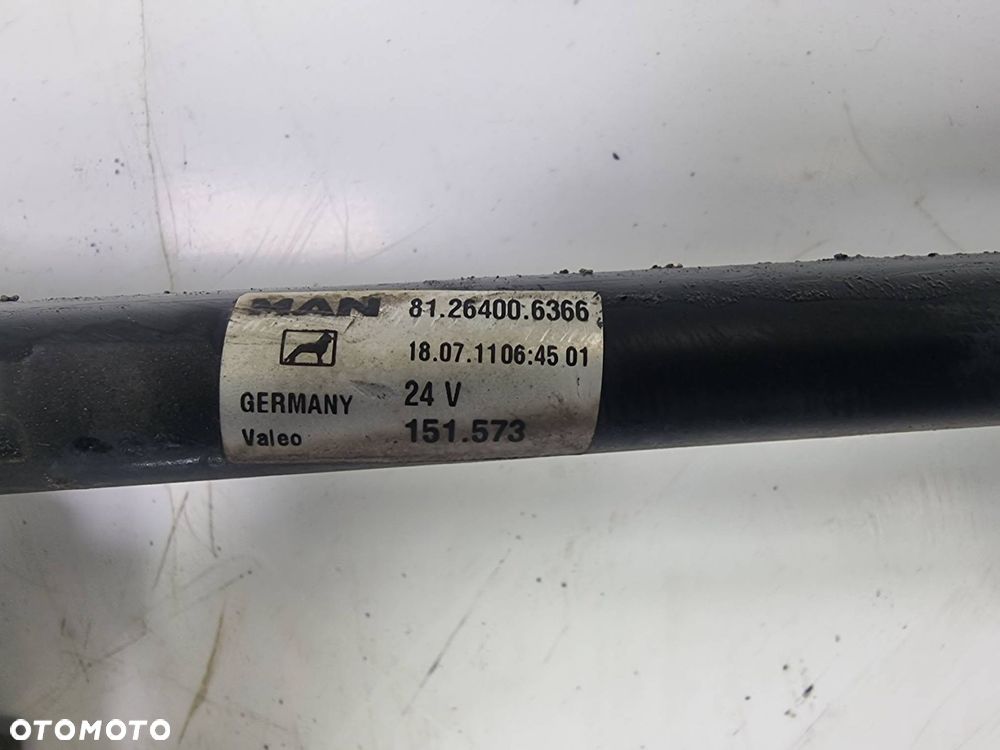 MAN 81.26400.6366
18.07.1106:45 01
GERMANY 24 V
Valeo 151.573
OTOMOTO